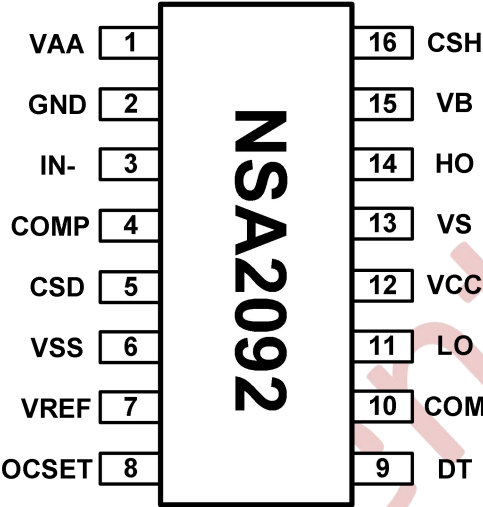 VAA 1 16 CSH
GND 2 15 VB
IN- 3 14 HO
COMP 4 13 VS
CSD 5 12 VCC
VSS 6 11 LO
VREF 7 10 COM
OCSET 8 9 DT
NSA2092